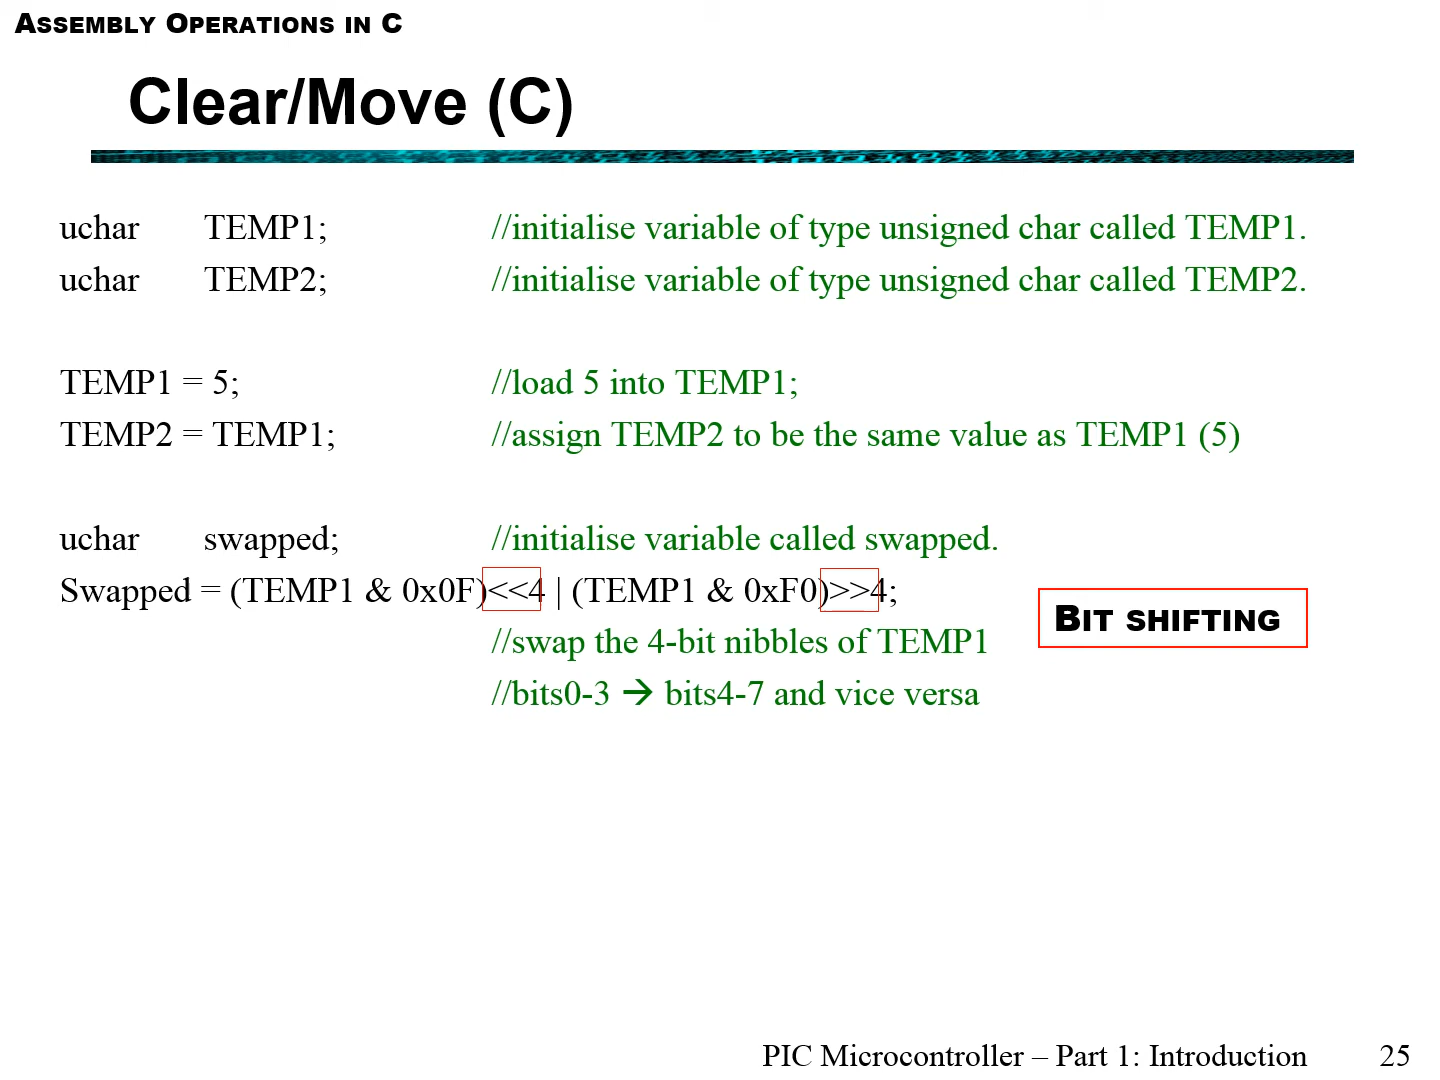 ASSEMBLY OPERATIONS IN C
Clear/Move (C)
uchar TEMP1; //initialise variable of type unsigned char called TEMP1.
uchar TEMP2; //initialise variable of type unsigned char called TEMP2.
TEMP1 = 5; //load 5 into TEMP1;
TEMP2 = TEMP1; //assign TEMP2 to be the same value as TEMP1 (5)
uchar swapped; //initialise variable called swapped.
Swapped = (TEMP1 & 0x0F)<<4 | (TEMP1 & 0xF0)>>4;
BIT SHIFTING
//swap the 4-bit nibbles of TEMP1
//bits0-3 → bits4-7 and vice versa
PIC Microcontroller – Part 1: Introduction 25